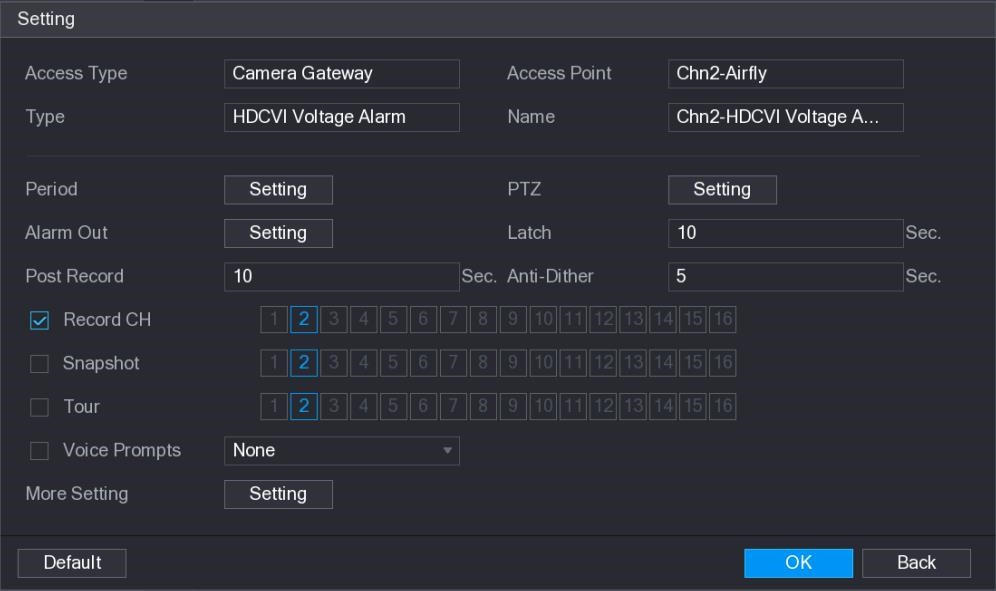 Setting
Access Type Camera Gateway Access Point Chn2-Airfly
Type HDCVI Voltage Alarm Name Chn2-HDCVI Voltage A...
Period Setting PTZ Setting
Alarm Out Setting Latch 10 Sec.
Post Record 10 Sec. Anti-Dither 5 Sec.
Record CH 1 2 3 4 5 6 7 8 9 10 11 12 13 14 15 16
Snapshot 1 2 3 4 5 6 7 8 9 10 11 12 13 14 15 16
Tour 1 2 3 4 5 6 7 8 9 10 11 12 13 14 15 16
Voice Prompts None
More Setting Setting
Default OK Back